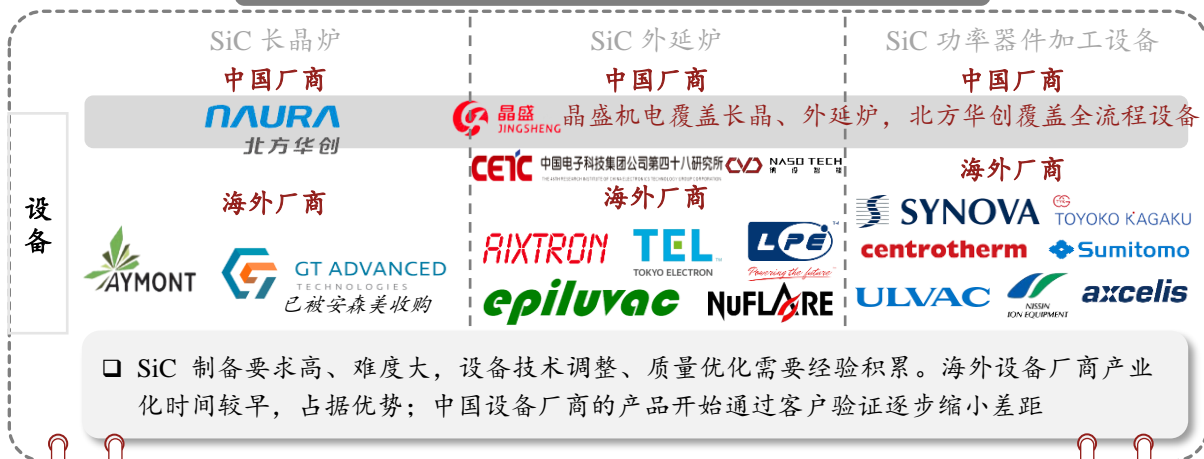 SiC 长晶炉
SiC 外延炉
SiC 功率器件加工设备
中国厂商
中国厂商
中国厂商
NAURA
北方华创
晶盛
JINGSHENG
晶盛机电覆盖长晶、外延炉，北方华创覆盖全流程设备
CETC 中国电子科技集团公司第四十八研究所
CVD NASO TECH
纳设智能
设备
海外厂商
海外厂商
海外厂商
AYMONT
GT ADVANCED
TECHNOLOGIES
已被安森美收购
AIXTRON
TEL
TOKYO ELECTRON
LPE
Powering the future
epiluvac
NUFLARE
SYNOVA
TOYOKO KAGAKU
centrotherm
Sumitomo
ULVAC
NISSIN
ION EQUIPMENT
axcelis
SiC 制备要求高、难度大，设备技术调整、质量优化需要经验积累。海外设备厂商产业
化时间较早，占据优势；中国设备厂商的产品开始通过客户验证逐步缩小差距